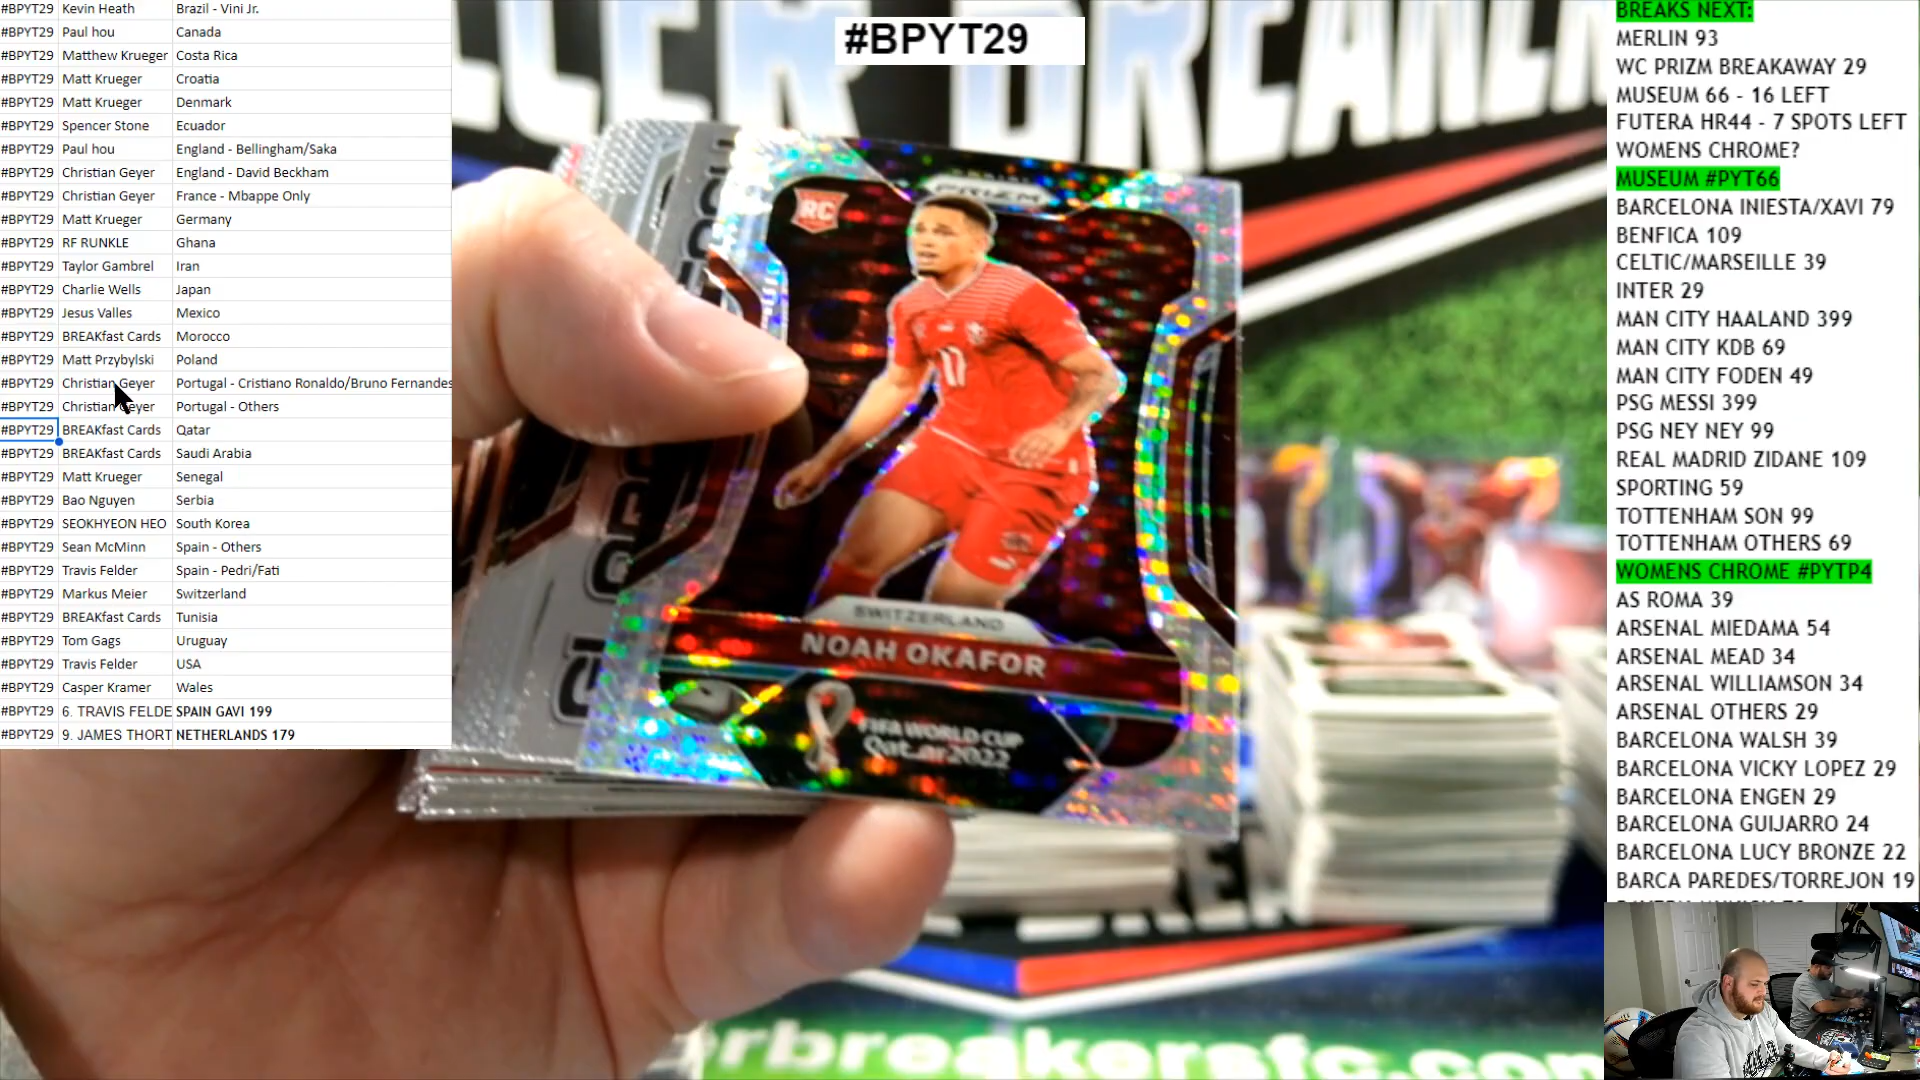 #BPYT29 Kevin Heath Brazil - Vini Jr.
#BPYT29 Paul hou Canada
#BPYT29 Matthew Krueger Costa Rica
#BPYT29 Matt Krueger Croatia
#BPYT29 Matt Krueger Denmark
#BPYT29 Spencer Stone Ecuador
#BPYT29 Paul hou England - Bellingham/Saka
#BPYT29 Christian Geyer England - David Beckham
#BPYT29 Christian Geyer France - Mbappe Only
#BPYT29 Matt Krueger Germany
#BPYT29 RF RUNKLE Ghana
#BPYT29 Taylor Gambrel Iran
#BPYT29 Charlie Wells Japan
#BPYT29 Jesus Valles Mexico
#BPYT29 BREAKfast Cards Morocco
#BPYT29 Matt Przybylski Poland
#BPYT29 Christian Geyer Portugal - Cristiano Ronaldo/Bruno Fernandes
#BPYT29 Christian Geyer Portugal - Others
#BPYT29 BREAKfast Cards Qatar
#BPYT29 BREAKfast Cards Saudi Arabia
#BPYT29 Matt Krueger Senegal
#BPYT29 Bao Nguyen Serbia
#BPYT29 SEOKHYEON HEO South Korea
#BPYT29 Sean McMinn Spain - Others
#BPYT29 Travis Felder Spain - Pedri/Fati
#BPYT29 Markus Meier Switzerland
#BPYT29 BREAKfast Cards Tunisia
#BPYT29 Tom Gags Uruguay
#BPYT29 Travis Felder USA
#BPYT29 Casper Kramer Wales
#BPYT29 6. TRAVIS FELDE SPAIN GAVI 199
#BPYT29 9. JAMES THORT NETHERLANDS 179
#BPYT29
LLER BREAKER
PRIZM
RC
11
SWITZERLAND
NOAH OKAFOR
FIFA WORLD CUP
Qatar2022
erbreakersfc.com
BREAKS NEXT:
MERLIN 93
WC PRIZM BREAKAWAY 29
MUSEUM 66 - 16 LEFT
FUTERA HR44 - 7 SPOTS LEFT
WOMENS CHROME?
MUSEUM #PYT66
BARCELONA INIESTA/XAVI 79
BENFICA 109
CELTIC/MARSEILLE 39
INTER 29
MAN CITY HAALAND 399
MAN CITY KDB 69
MAN CITY FODEN 49
PSG MESSI 399
PSG NEY NEY 99
REAL MADRID ZIDANE 109
SPORTING 59
TOTTENHAM SON 99
TOTTENHAM OTHERS 69
WOMENS CHROME #PYTP4
AS ROMA 39
ARSENAL MIEDAMA 54
ARSENAL MEAD 34
ARSENAL WILLIAMSON 34
ARSENAL OTHERS 29
BARCELONA WALSH 39
BARCELONA VICKY LOPEZ 29
BARCELONA ENGEN 29
BARCELONA GUIJARRO 24
BARCELONA LUCY BRONZE 22
BARCA PAREDES/TORREJON 19